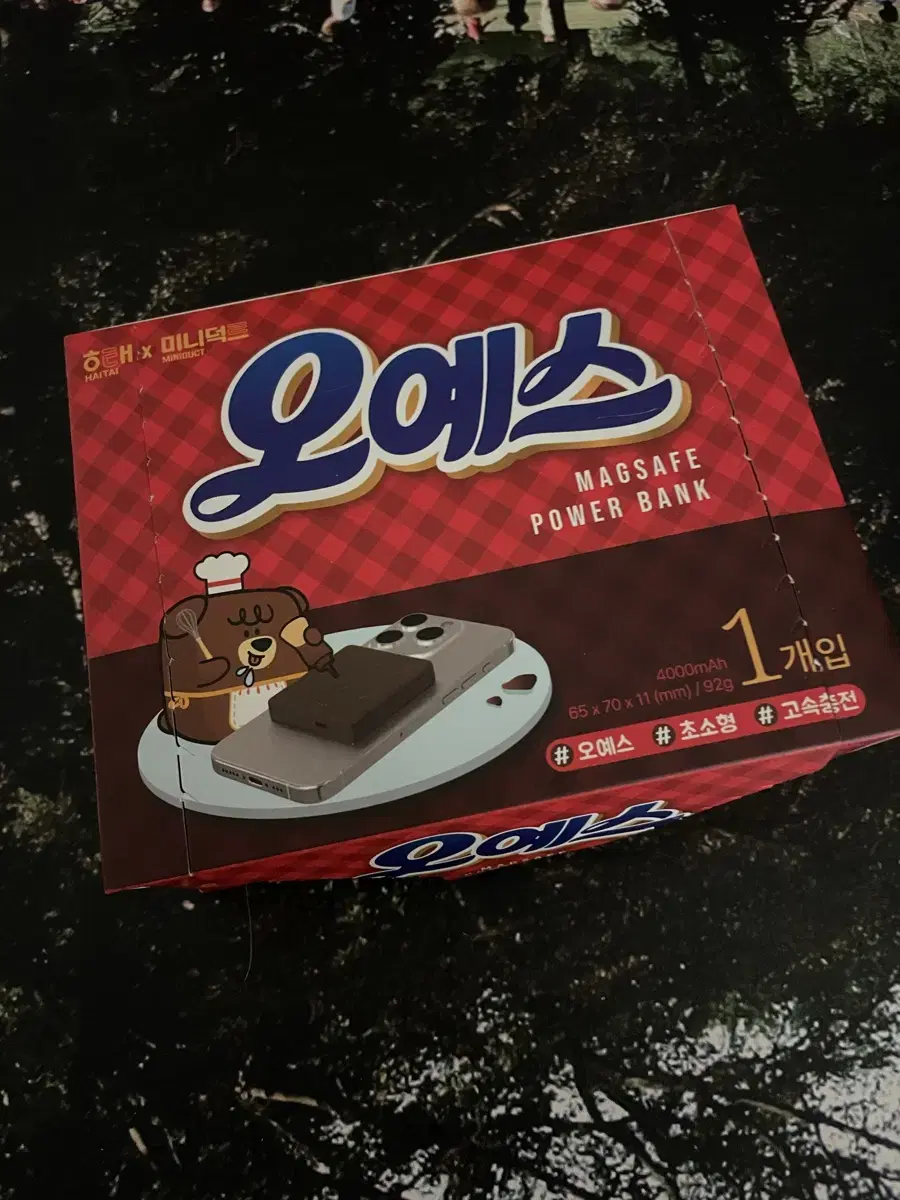 해태 x 미니덕트
HAITAI MINIDUCT
오예스
MAGSAFE
POWER BANK
4000mAh
65 x 70 x 11 (mm) / 92g
1개입
# 오예스 # 초소형 # 고속충전
오예스